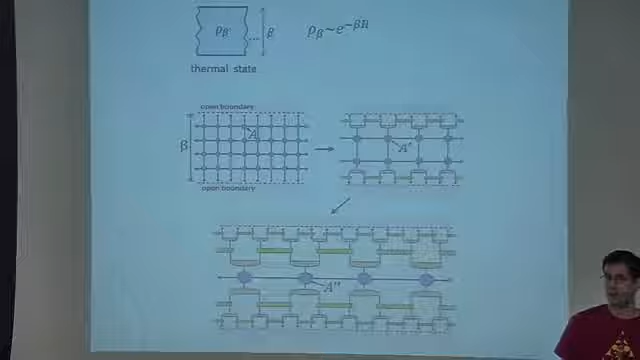 ρβ
β
ρβ~e^-βH
thermal state
open boundary
A
β
A'
open boundary
A''